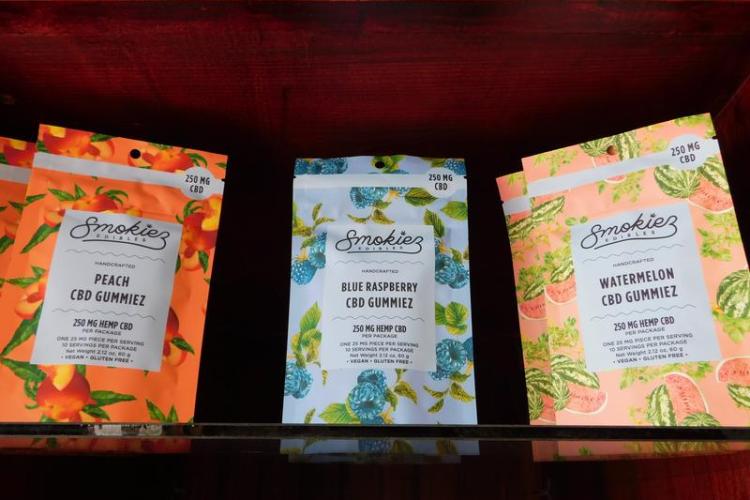 250 MG
CBD
Smokiez
EDIBLES
HANDCRAFTED
PEACH
CBD GUMMIEZ
250 MG HEMP CBD
PER PACKAGE
ONE 25 MG PIECE PER SERVING
10 SERVINGS PER PACKAGE
Net Weight 2.12 oz, 60 g
• VEGAN • GLUTEN FREE •
250 MG
CBD
Smokiez
EDIBLES
HANDCRAFTED
BLUE RASPBERRY
CBD GUMMIEZ
250 MG HEMP CBD
PER PACKAGE
ONE 25 MG PIECE PER SERVING
10 SERVINGS PER PACKAGE
Net Weight 2.12 oz, 60 g
• VEGAN • GLUTEN FREE •
250 MG
CBD
Smokiez
EDIBLES
HANDCRAFTED
WATERMELON
CBD GUMMIEZ
250 MG HEMP CBD
PER PACKAGE
ONE 25 MG PIECE PER SERVING
10 SERVINGS PER PACKAGE
Net Weight 2.12 oz, 60 g
• VEGAN • GLUTEN FREE •